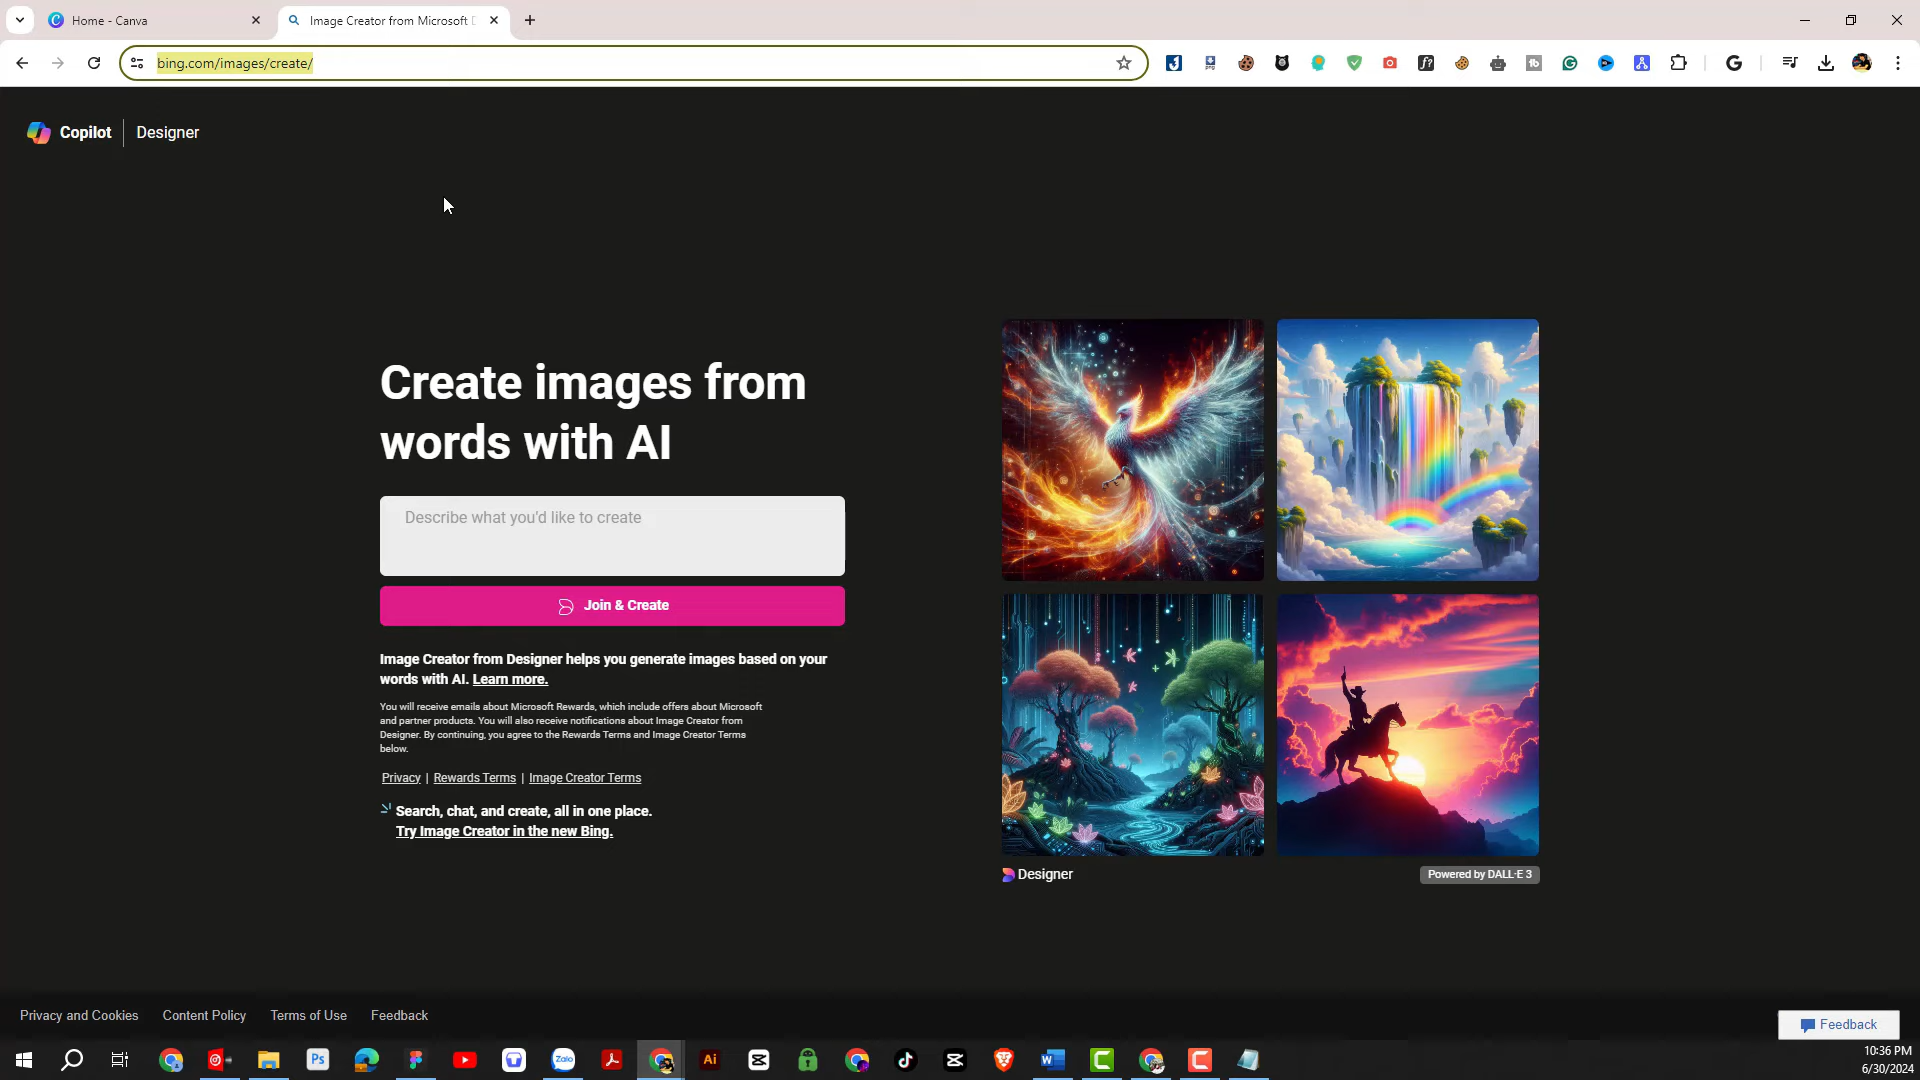 Home - Canva
Image Creator from Microsoft D
bing.com/images/create/
Copilot
Designer
Create images from
words with AI
Describe what you'd like to create
Join & Create
Image Creator from Designer helps you generate images based on your
words with AI. Learn more.
You will receive emails about Microsoft Rewards, which include offers about Microsoft
and partner products. You will also receive notifications about Image Creator from
Designer. By continuing, you agree to the Rewards Terms and Image Creator Terms
below.
Privacy | Rewards Terms | Image Creator Terms
Search, chat, and create, all in one place.
Try Image Creator in the new Bing.
Designer
Powered by DALL·E 3
Privacy and Cookies
Content Policy
Terms of Use
Feedback
Feedback
Ps
Zalo
Ai
W
10:36 PM
6/30/2024